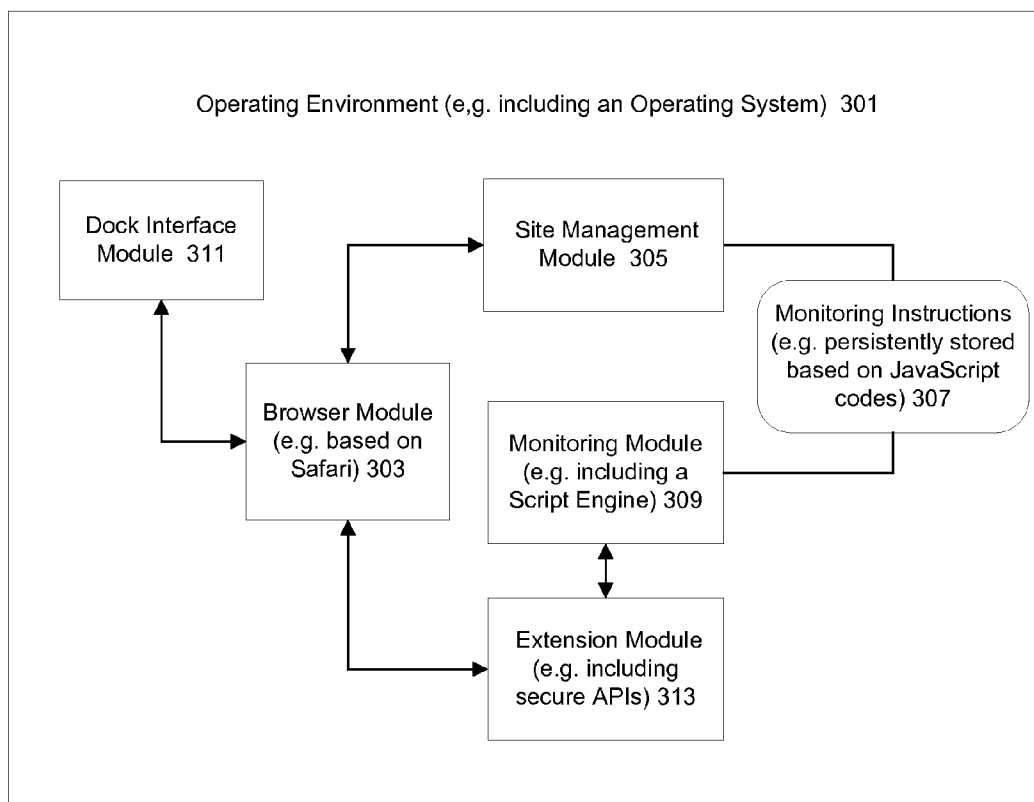 Operating Environment (e,g. including an Operating System) 301
Dock Interface
Module 311
Site Management
Module 305
Monitoring Instructions
(e.g. persistently stored
based on JavaScript
codes) 307
Browser Module
(e.g. based on
Safari) 303
Monitoring Module
(e.g. including a
Script Engine) 309
Extension Module
(e.g. including
secure APIs) 313